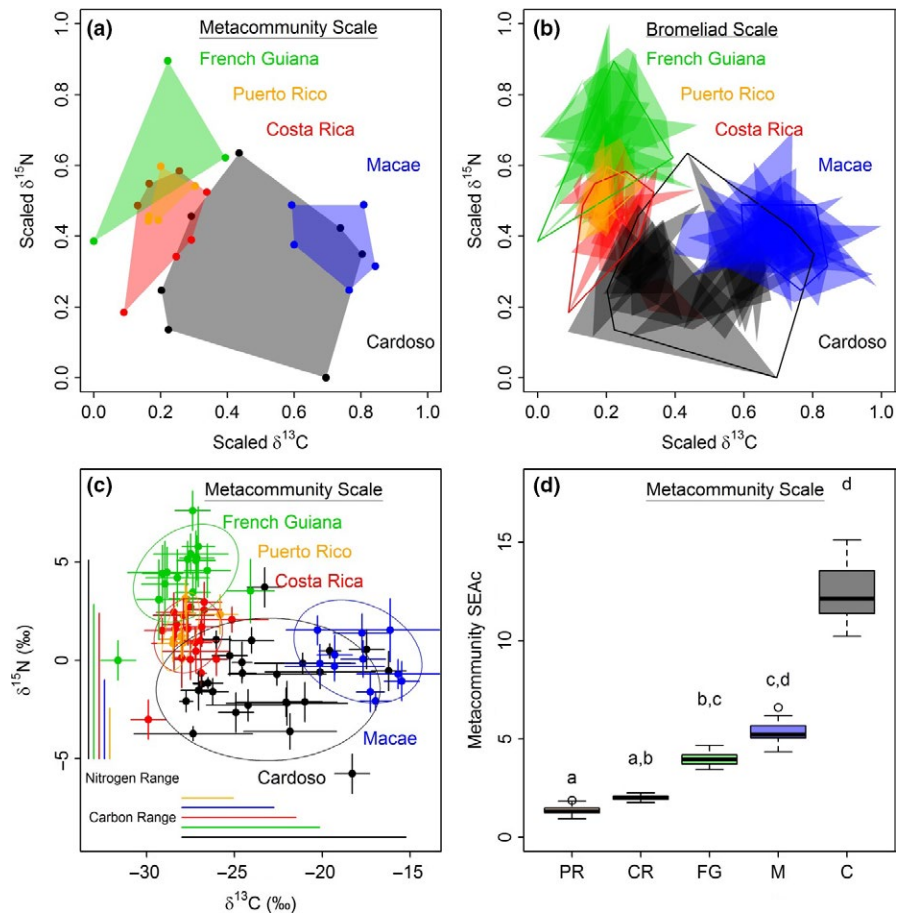 (a) Metacommunity Scale
French Guiana
Puerto Rico
Costa Rica
Macae
Cardoso
Scaled δ15N
0.0 0.2 0.4 0.6 0.8 1.0
0.0 0.2 0.4 0.6 0.8 1.0
Scaled δ13C
(b) Bromeliad Scale
French Guiana
Puerto Rico
Costa Rica
Macae
Cardoso
Scaled δ15N
0.0 0.2 0.4 0.6 0.8 1.0
0.0 0.2 0.4 0.6 0.8 1.0
Scaled δ13C
(c) Metacommunity Scale
French Guiana
Puerto Rico
Costa Rica
Macae
Cardoso
Nitrogen Range
Carbon Range
δ15N (‰)
−5 0 5
−30 −25 −20 −15
δ13C (‰)
(d) Metacommunity Scale
d
c,d
b,c
a,b
a
Metacommunity SEAc
0 5 10 15
PR CR FG M C